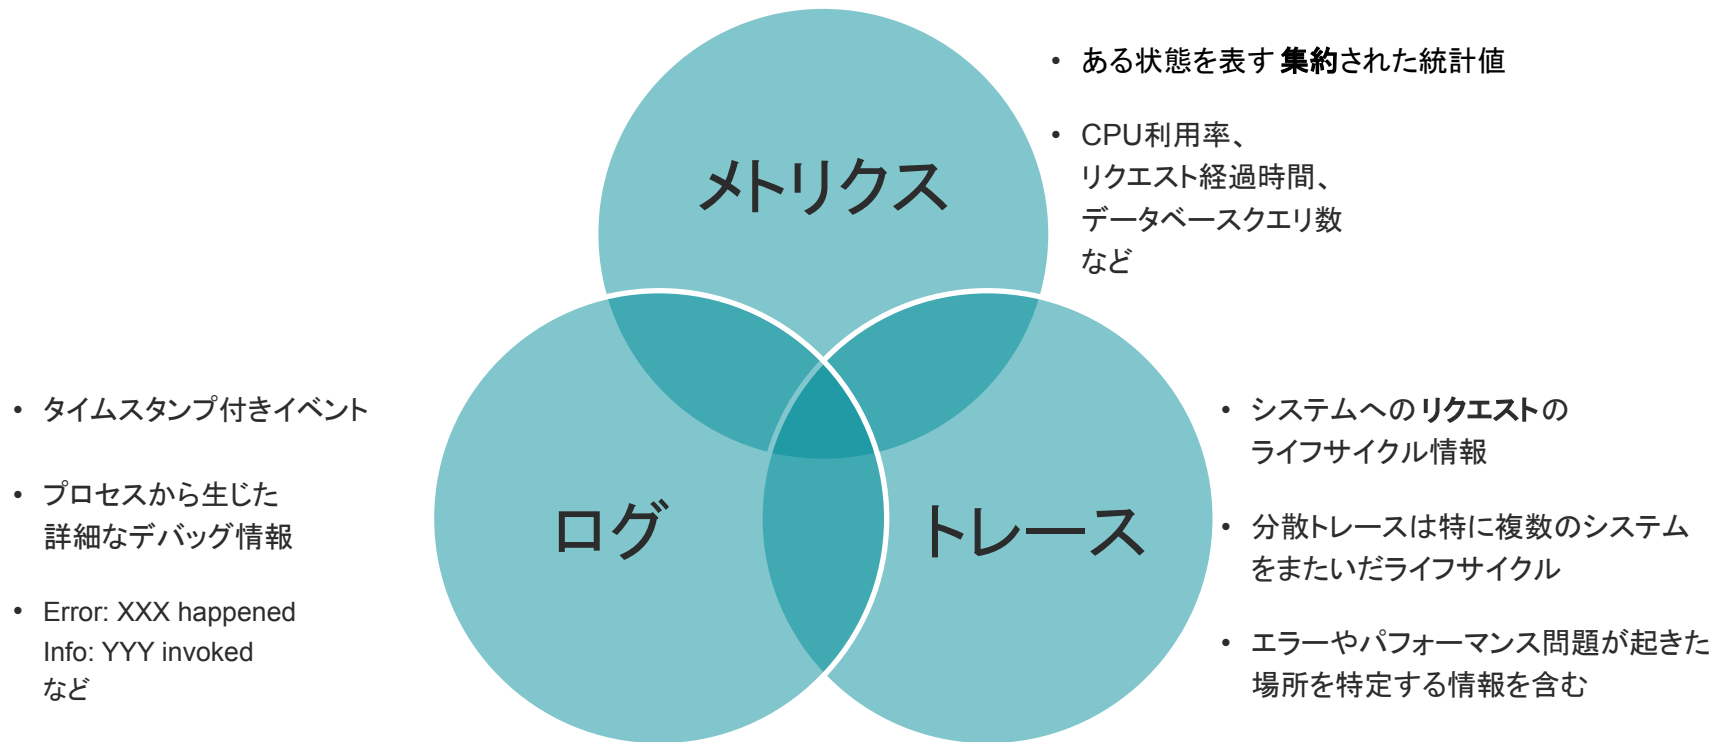 メトリクス
• ある状態を表す 集約された統計値
• CPU利用率、
リクエスト経過時間、
データベースクエリ数
など
ログ
• タイムスタンプ付きイベント
• プロセスから生じた
詳細なデバッグ情報
• Error: XXX happened
Info: YYY invoked
など
トレース
• システムへのリクエストの
ライフサイクル情報
• 分散トレースは特に複数のシステム
をまたいだライフサイクル
• エラーやパフォーマンス問題が起きた
場所を特定する情報を含む